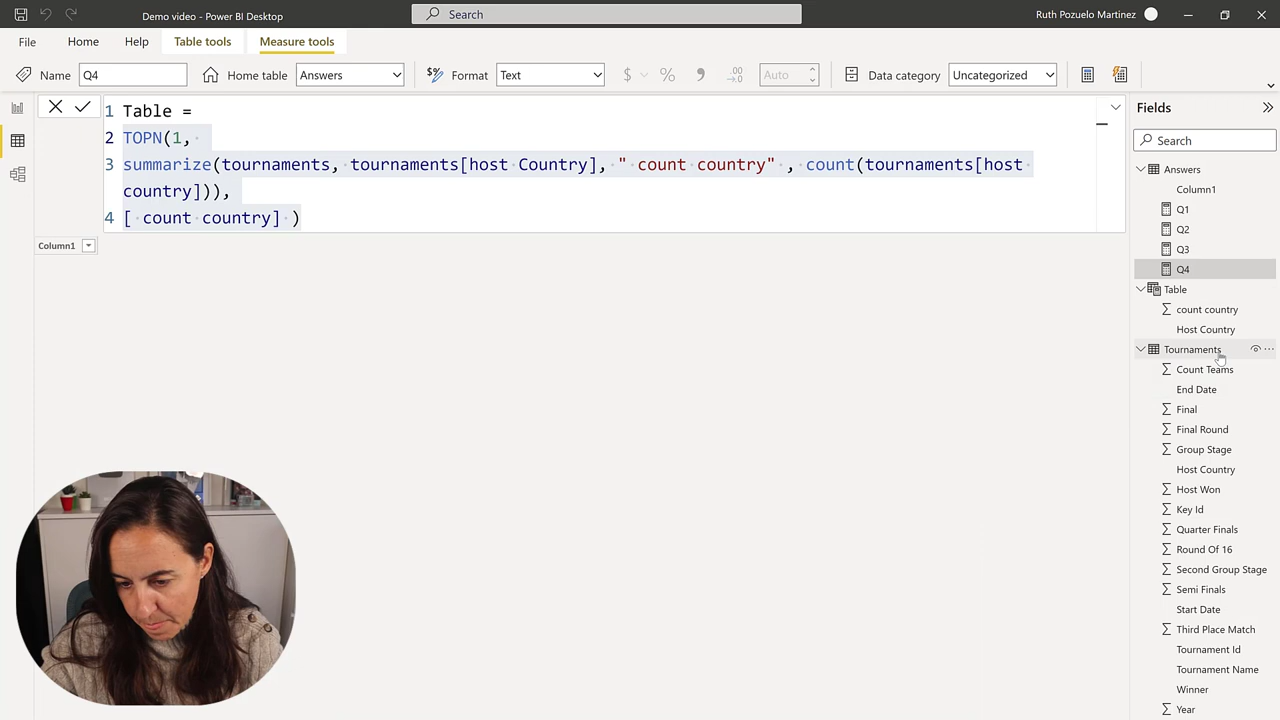 Demo video - Power BI Desktop
Search
Ruth Pozuelo Martinez
File
Home
Help
Table tools
Measure tools
Name
Q4
Home table
Answers
Format
Text
$
%
Auto
Data category
Uncategorized
1 Table =
2 TOPN(1,
3 summarize(tournaments, tournaments[host Country], " count country" , count(tournaments[host
country])),
4 [ count country] )
Column1
Fields
Search
Answers
Column1
Q1
Q2
Q3
Q4
Table
count country
Host Country
Tournaments
Count Teams
End Date
Final
Final Round
Group Stage
Host Country
Host Won
Key Id
Quarter Finals
Round Of 16
Second Group Stage
Semi Finals
Start Date
Third Place Match
Tournament Id
Tournament Name
Winner
Year